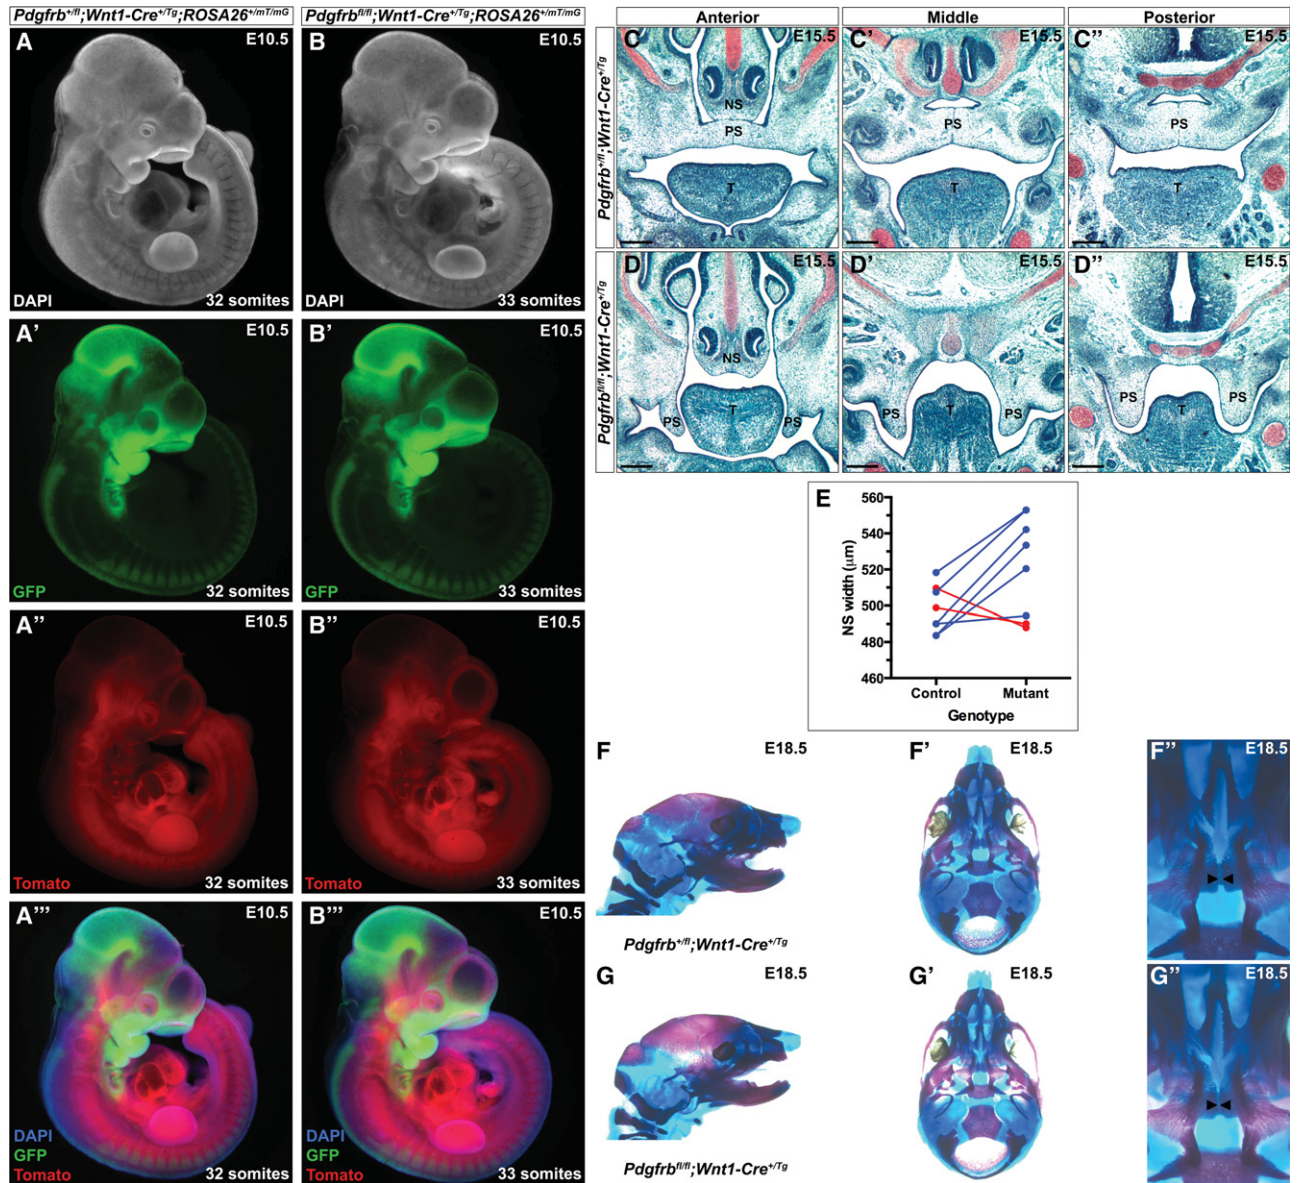 Pdgfrb+/fl;Wnt1-Cre+/Tg;ROSA26+/mT/mG
A
E10.5
DAPI
32 somites
A'
E10.5
GFP
32 somites
A''
E10.5
Tomato
32 somites
A'''
E10.5
DAPI
GFP
Tomato
32 somites
Pdgfrbfl/fl;Wnt1-Cre+/Tg;ROSA26+/mT/mG
B
E10.5
DAPI
33 somites
B'
E10.5
GFP
33 somites
B''
E10.5
Tomato
33 somites
B'''
E10.5
DAPI
GFP
Tomato
33 somites
Anterior
Middle
Posterior
Pdgfrb+/fl;Wnt1-Cre+/Tg
C
E15.5
NS
PS
T
C'
E15.5
PS
T
C''
E15.5
PS
T
Pdgfrbfl/fl;Wnt1-Cre+/Tg
D
E15.5
NS
PS
T
PS
D'
E15.5
PS
T
PS
D''
E15.5
PS
T
PS
E
NS width (μm)
560
540
520
500
480
460
Control
Mutant
Genotype
F
E18.5
F'
E18.5
F''
E18.5
Pdgfrb+/fl;Wnt1-Cre+/Tg
G
E18.5
G'
E18.5
G''
E18.5
Pdgfrbfl/fl;Wnt1-Cre+/Tg